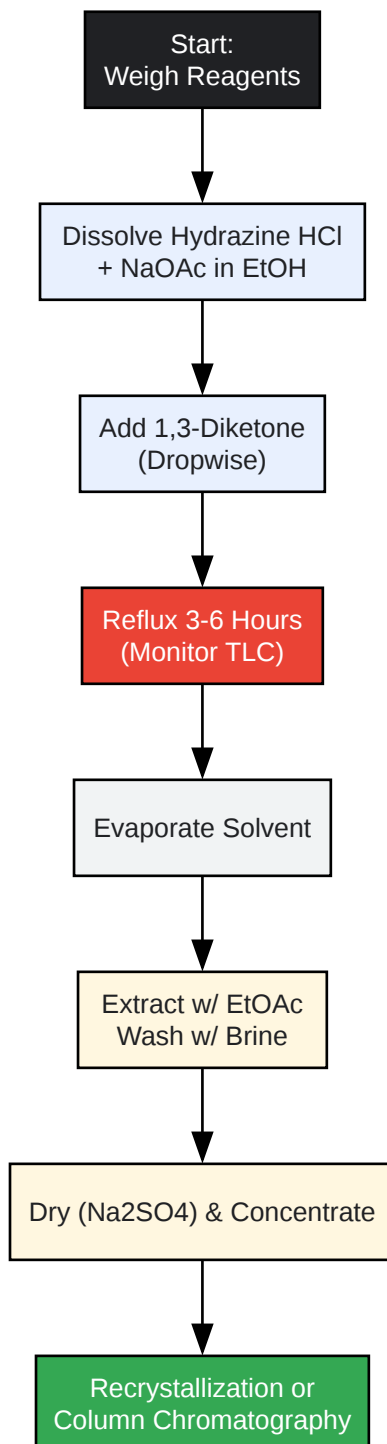 Start:
Weigh Reagents
Dissolve Hydrazine HCl
+ NaOAc in EtOH
Add 1,3-Diketone
(Dropwise)
Reflux 3-6 Hours
(Monitor TLC)
Evaporate Solvent
Extract w/ EtOAc
Wash w/ Brine
Dry (Na2SO4) & Concentrate
Recrystallization or
Column Chromatography